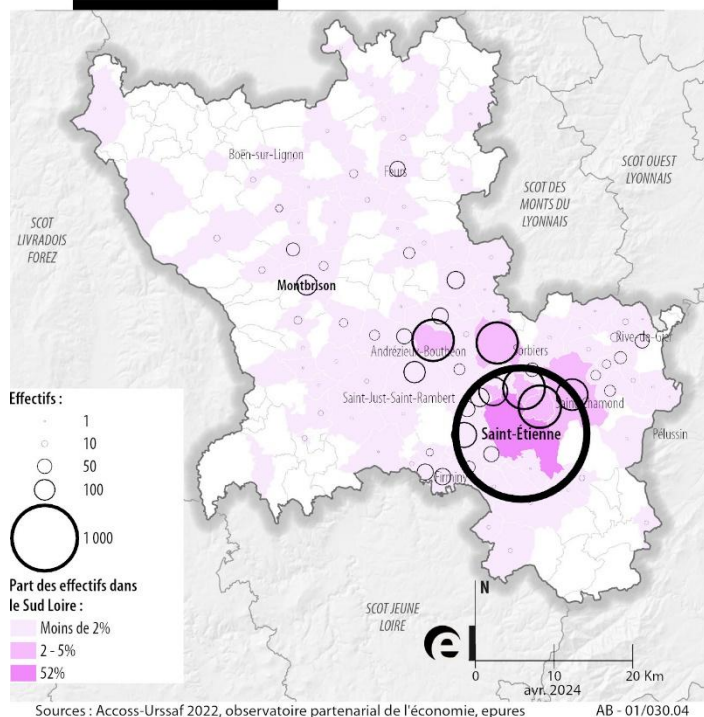 SCOT OUEST
LYONNAIS
Boën-sur-Lignon
Feurs
SCOT DES
MONTS DU
LYONNAIS
SCOT
LIVRADOIS
FOREZ
Montbrison
Rive-de-Gier
Andrézieux-Bouthéon
Sorbiers
Saint-Just-Saint-Rambert
Saint-Chamond
Saint-Étienne
Pélussin
Firminy
Effectifs :
1
10
50
100
1 000
Part des effectifs dans
le Sud Loire :
Moins de 2%
2 - 5%
52%
SCOT JEUNE
LOIRE
N
0
20 Km
avr. 2024
Sources : Accoss-Urssaf 2022, observatoire partenarial de l'économie, epures
AB - 01/030.04